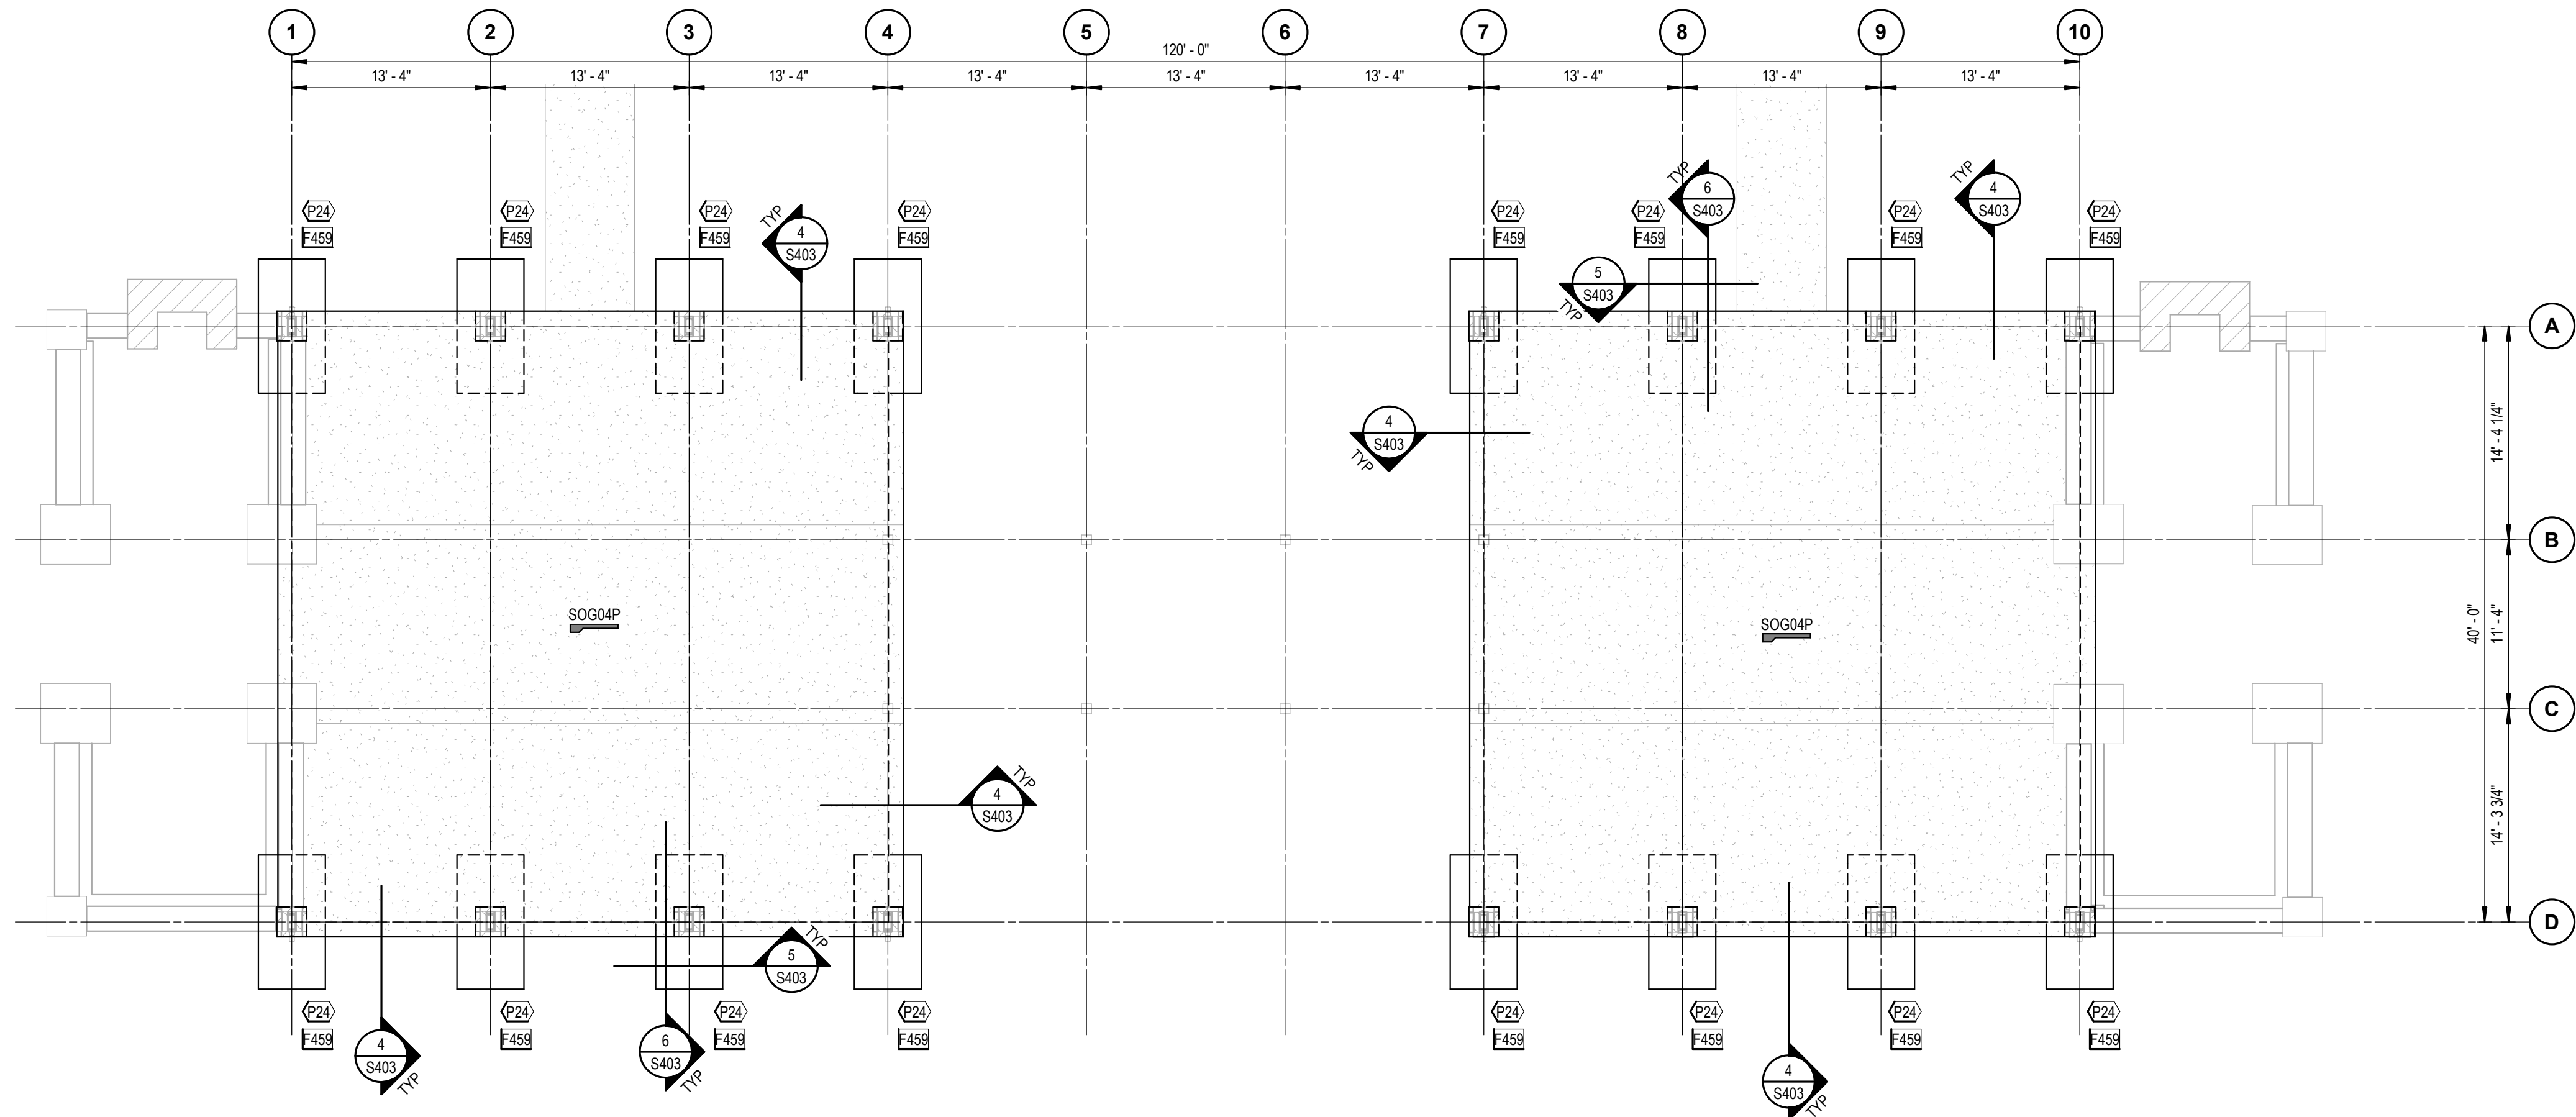 1 2 3 4 5 6 7 8 9 10
120' - 0"
13' - 4" 13' - 4" 13' - 4" 13' - 4" 13' - 4" 13' - 4" 13' - 4" 13' - 4" 13' - 4"
P24 P24 P24 P24 P24 P24 P24 P24
F459 F459 F459 F459 F459 F459 F459 F459
TYP
4
S403
TYP
6
S403
TYP
4
S403
5
S403
TYP
A
4
S403
TYP
14' - 4 1/4"
B
SOG04P
SOG04P
40' - 0"
11' - 4"
C
TYP
4
S403
14' - 3 3/4"
D
TYP
5
S403
P24 P24 P24 P24 P24 P24 P24 P24
F459 F459 F459 F459 F459 F459 F459 F459
4
S403
TYP
6
S403
TYP
4
S403
TYP